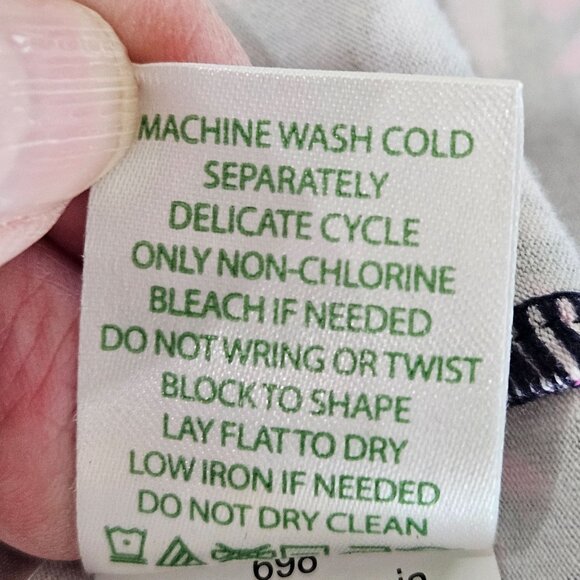 MACHINE WASH COLD
SEPARATELY
DELICATE CYCLE
ONLY NON-CHLORINE
BLEACH IF NEEDED
DO NOT WRING OR TWIST
BLOCK TO SHAPE
LAY FLAT TO DRY
LOW IRON IF NEEDED
DO NOT DRY CLEAN